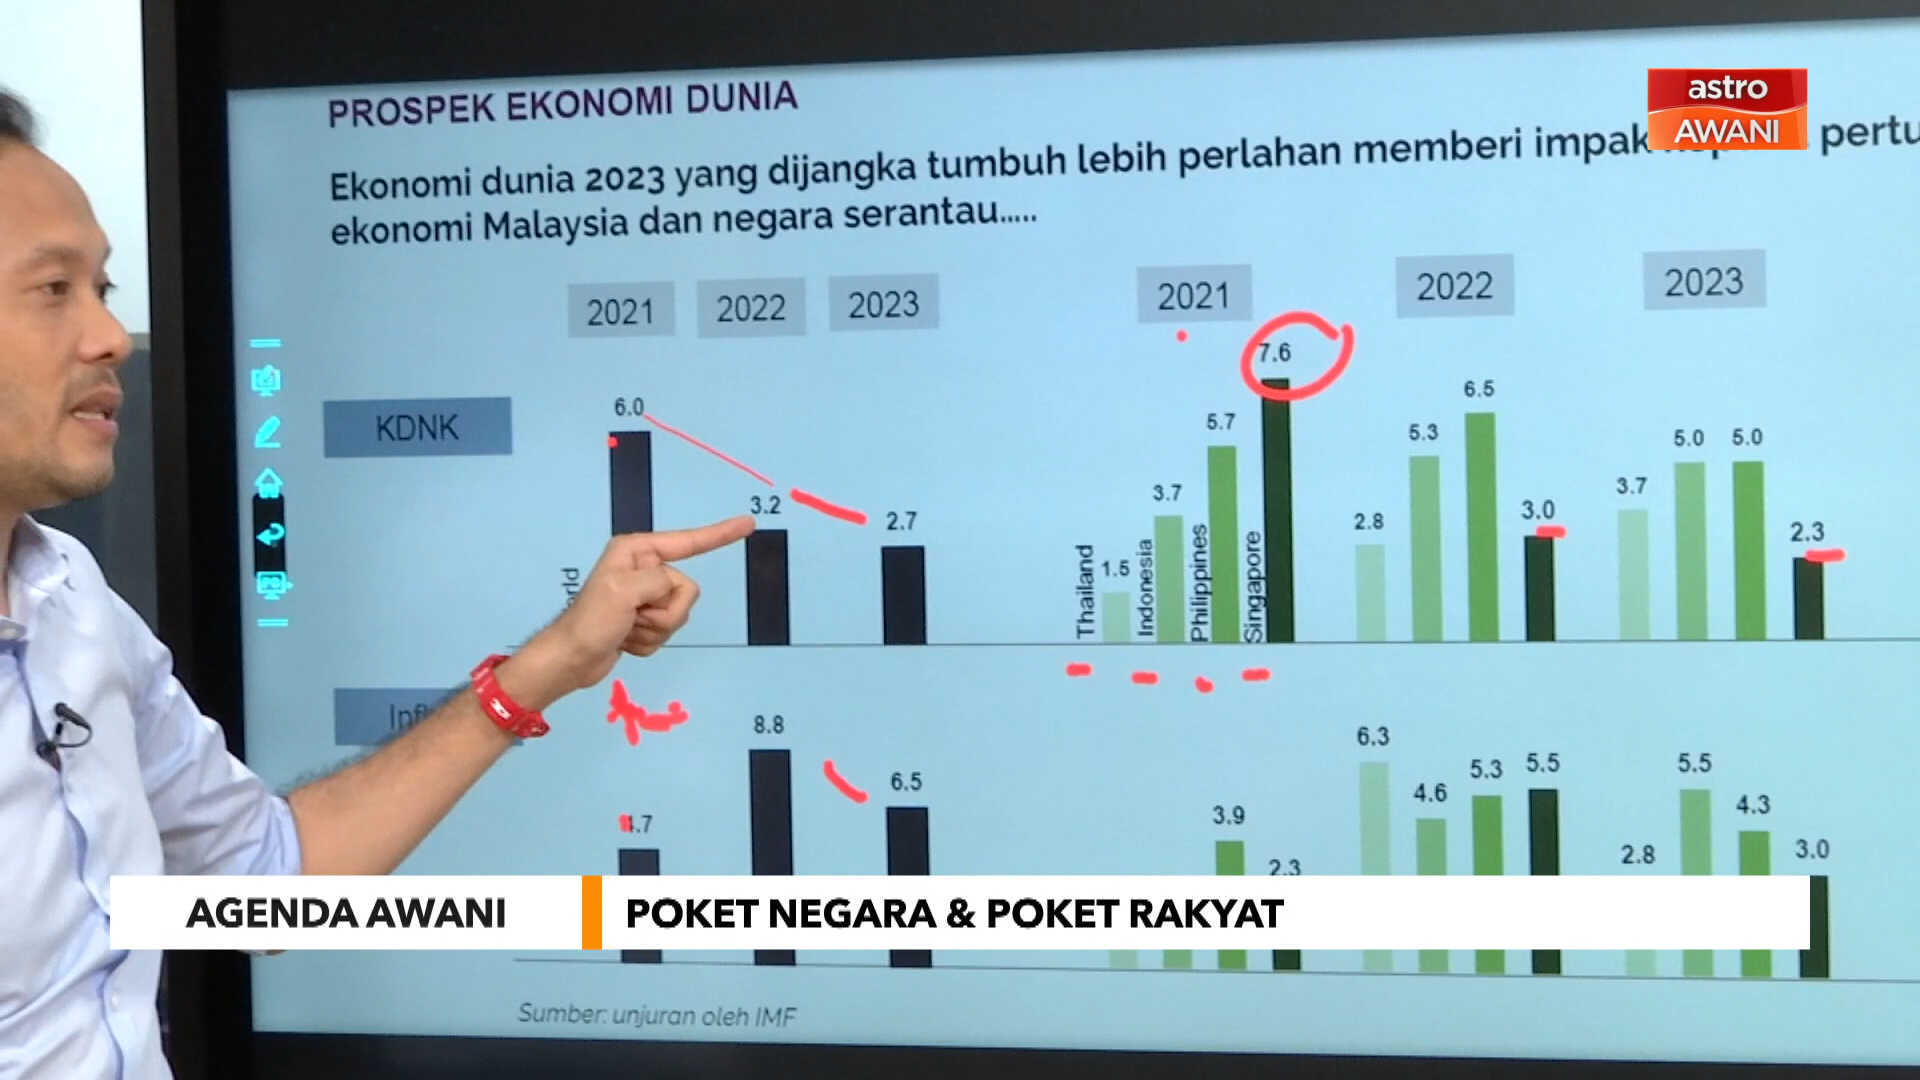 PROSPEK EKONOMI DUNIA
astro
AWANI
Ekonomi dunia 2023 yang dijangka tumbuh lebih perlahan memberi impak
ekonomi Malaysia dan negara serantau.....
2021 2022 2023 2021 2022 2023
KDNK
6.0 3.2 2.7
Thailand 1.5 Indonesia 3.7 Philippines 5.7 Singapore 7.6
2.8 5.3 6.5 3.0
3.7 5.0 5.0 2.3
8.8 6.5
3.9 2.3
6.3 4.6 5.3 5.5
2.8 5.5 4.3 3.0
AGENDA AWANI
POKET NEGARA & POKET RAKYAT
Sumber: unjuran oleh IMF